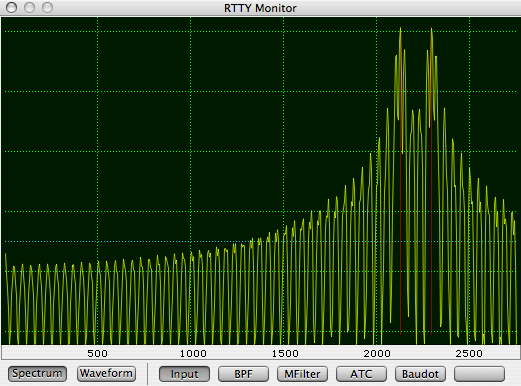 RTTY Monitor
500 1000 1500 2000 2500
Spectrum Waveform Input BPF MFilter ATC Baudot